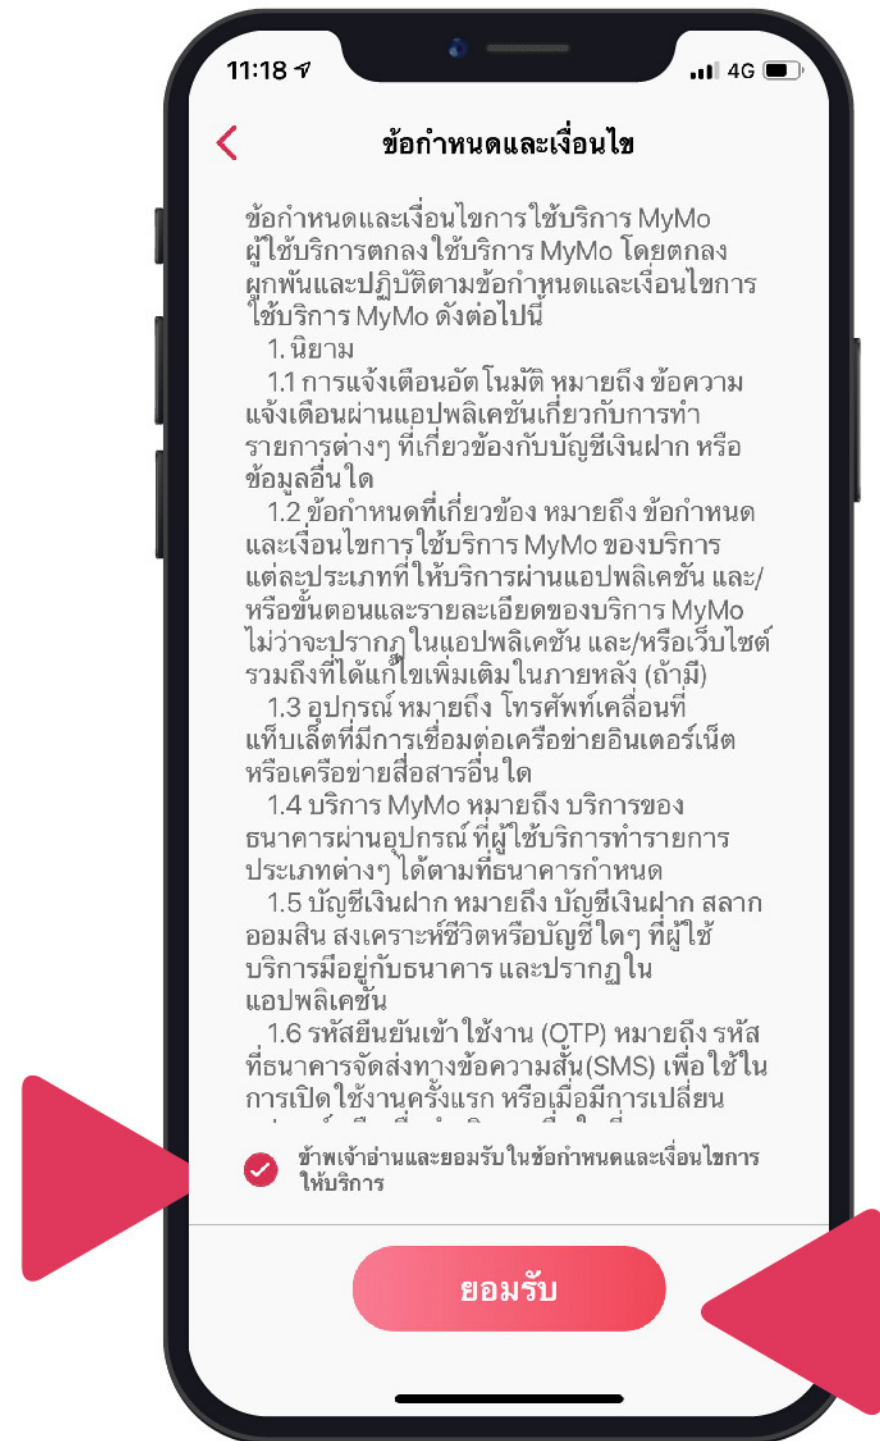 11:18
4G
ข้อกำหนดและเงื่อนไข
ข้อกำหนดและเงื่อนไขการใช้บริการ MyMo
ผู้ใช้บริการตกลงใช้บริการ MyMo โดยตกลง
ผูกพันและปฏิบัติตามข้อกำหนดและเงื่อนไขการ
ใช้บริการ MyMo ดังต่อไปนี้
1. นิยาม
1.1 การแจ้งเตือนอัตโนมัติ หมายถึง ข้อความ
แจ้งเตือนผ่านแอปพลิเคชันเกี่ยวกับการทำ
รายการต่างๆ ที่เกี่ยวข้องกับบัญชีเงินฝาก หรือ
ข้อมูลอื่นใด
1.2 ข้อกำหนดที่เกี่ยวข้อง หมายถึง ข้อกำหนด
และเงื่อนไขการใช้บริการ MyMo ของบริการ
แต่ละประเภทที่ให้บริการผ่านแอปพลิเคชัน และ/
หรือขั้นตอนและรายละเอียดของบริการ MyMo
ไม่ว่าจะปรากฏในแอปพลิเคชัน และ/หรือเว็บไซต์
รวมถึงที่ได้แก้ไขเพิ่มเติมในภายหลัง (ถ้ามี)
1.3 อุปกรณ์ หมายถึง โทรศัพท์เคลื่อนที่
แท็บเล็ตที่มีการเชื่อมต่อเครือข่ายอินเตอร์เน็ต
หรือเครือข่ายสื่อสารอื่นใด
1.4 บริการ MyMo หมายถึง บริการของ
ธนาคารผ่านอุปกรณ์ ที่ผู้ใช้บริการทำรายการ
ประเภทต่างๆ ได้ตามที่ธนาคารกำหนด
1.5 บัญชีเงินฝาก หมายถึง บัญชีเงินฝาก สลาก
ออมสิน สงเคราะห์ชีวิตหรือบัญชีใดๆ ที่ผู้ใช้
บริการมีอยู่กับธนาคาร และปรากฏใน
แอปพลิเคชัน
1.6 รหัสยืนยันเข้าใช้งาน (OTP) หมายถึง รหัส
ที่ธนาคารจัดส่งทางข้อความสั้น(SMS) เพื่อใช้ใน
การเปิดใช้งานครั้งแรก หรือเมื่อมีการเปลี่ยน
ข้าพเจ้าอ่านและยอมรับในข้อกำหนดและเงื่อนไขการ
ให้บริการ
ยอมรับ